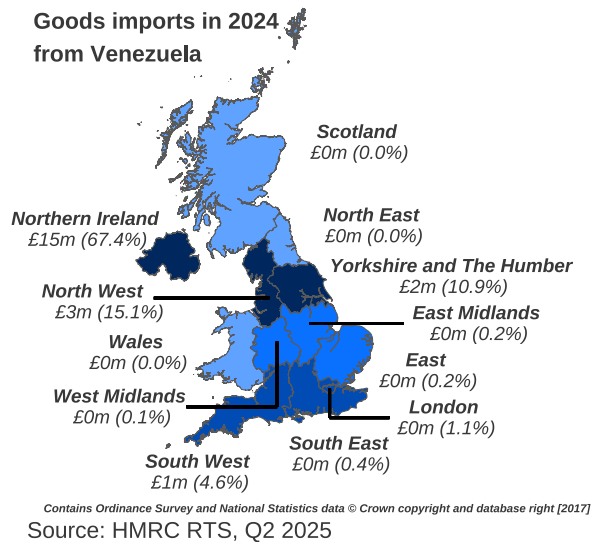 Goods imports in 2024
from Venezuela
Scotland
£0m (0.0%)
Northern Ireland
£15m (67.4%)
North East
£0m (0.0%)
Yorkshire and The Humber
£2m (10.9%)
North West
£3m (15.1%)
East Midlands
£0m (0.2%)
Wales
£0m (0.0%)
East
£0m (0.2%)
West Midlands
£0m (0.1%)
London
£0m (1.1%)
South East
£0m (0.4%)
South West
£1m (4.6%)
Contains Ordinance Survey and National Statistics data © Crown copyright and database right [2017]
Source: HMRC RTS, Q2 2025